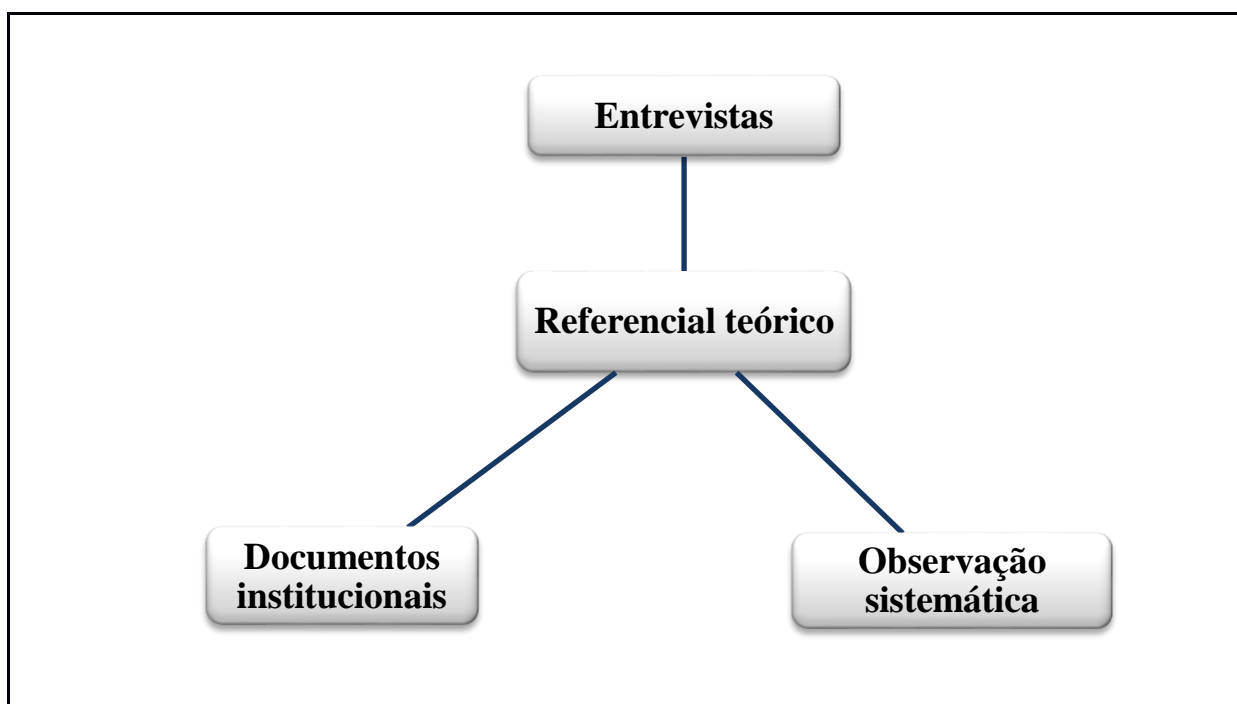 Entrevistas
Referencial teórico
Documentos
institucionais
Observação
sistemática